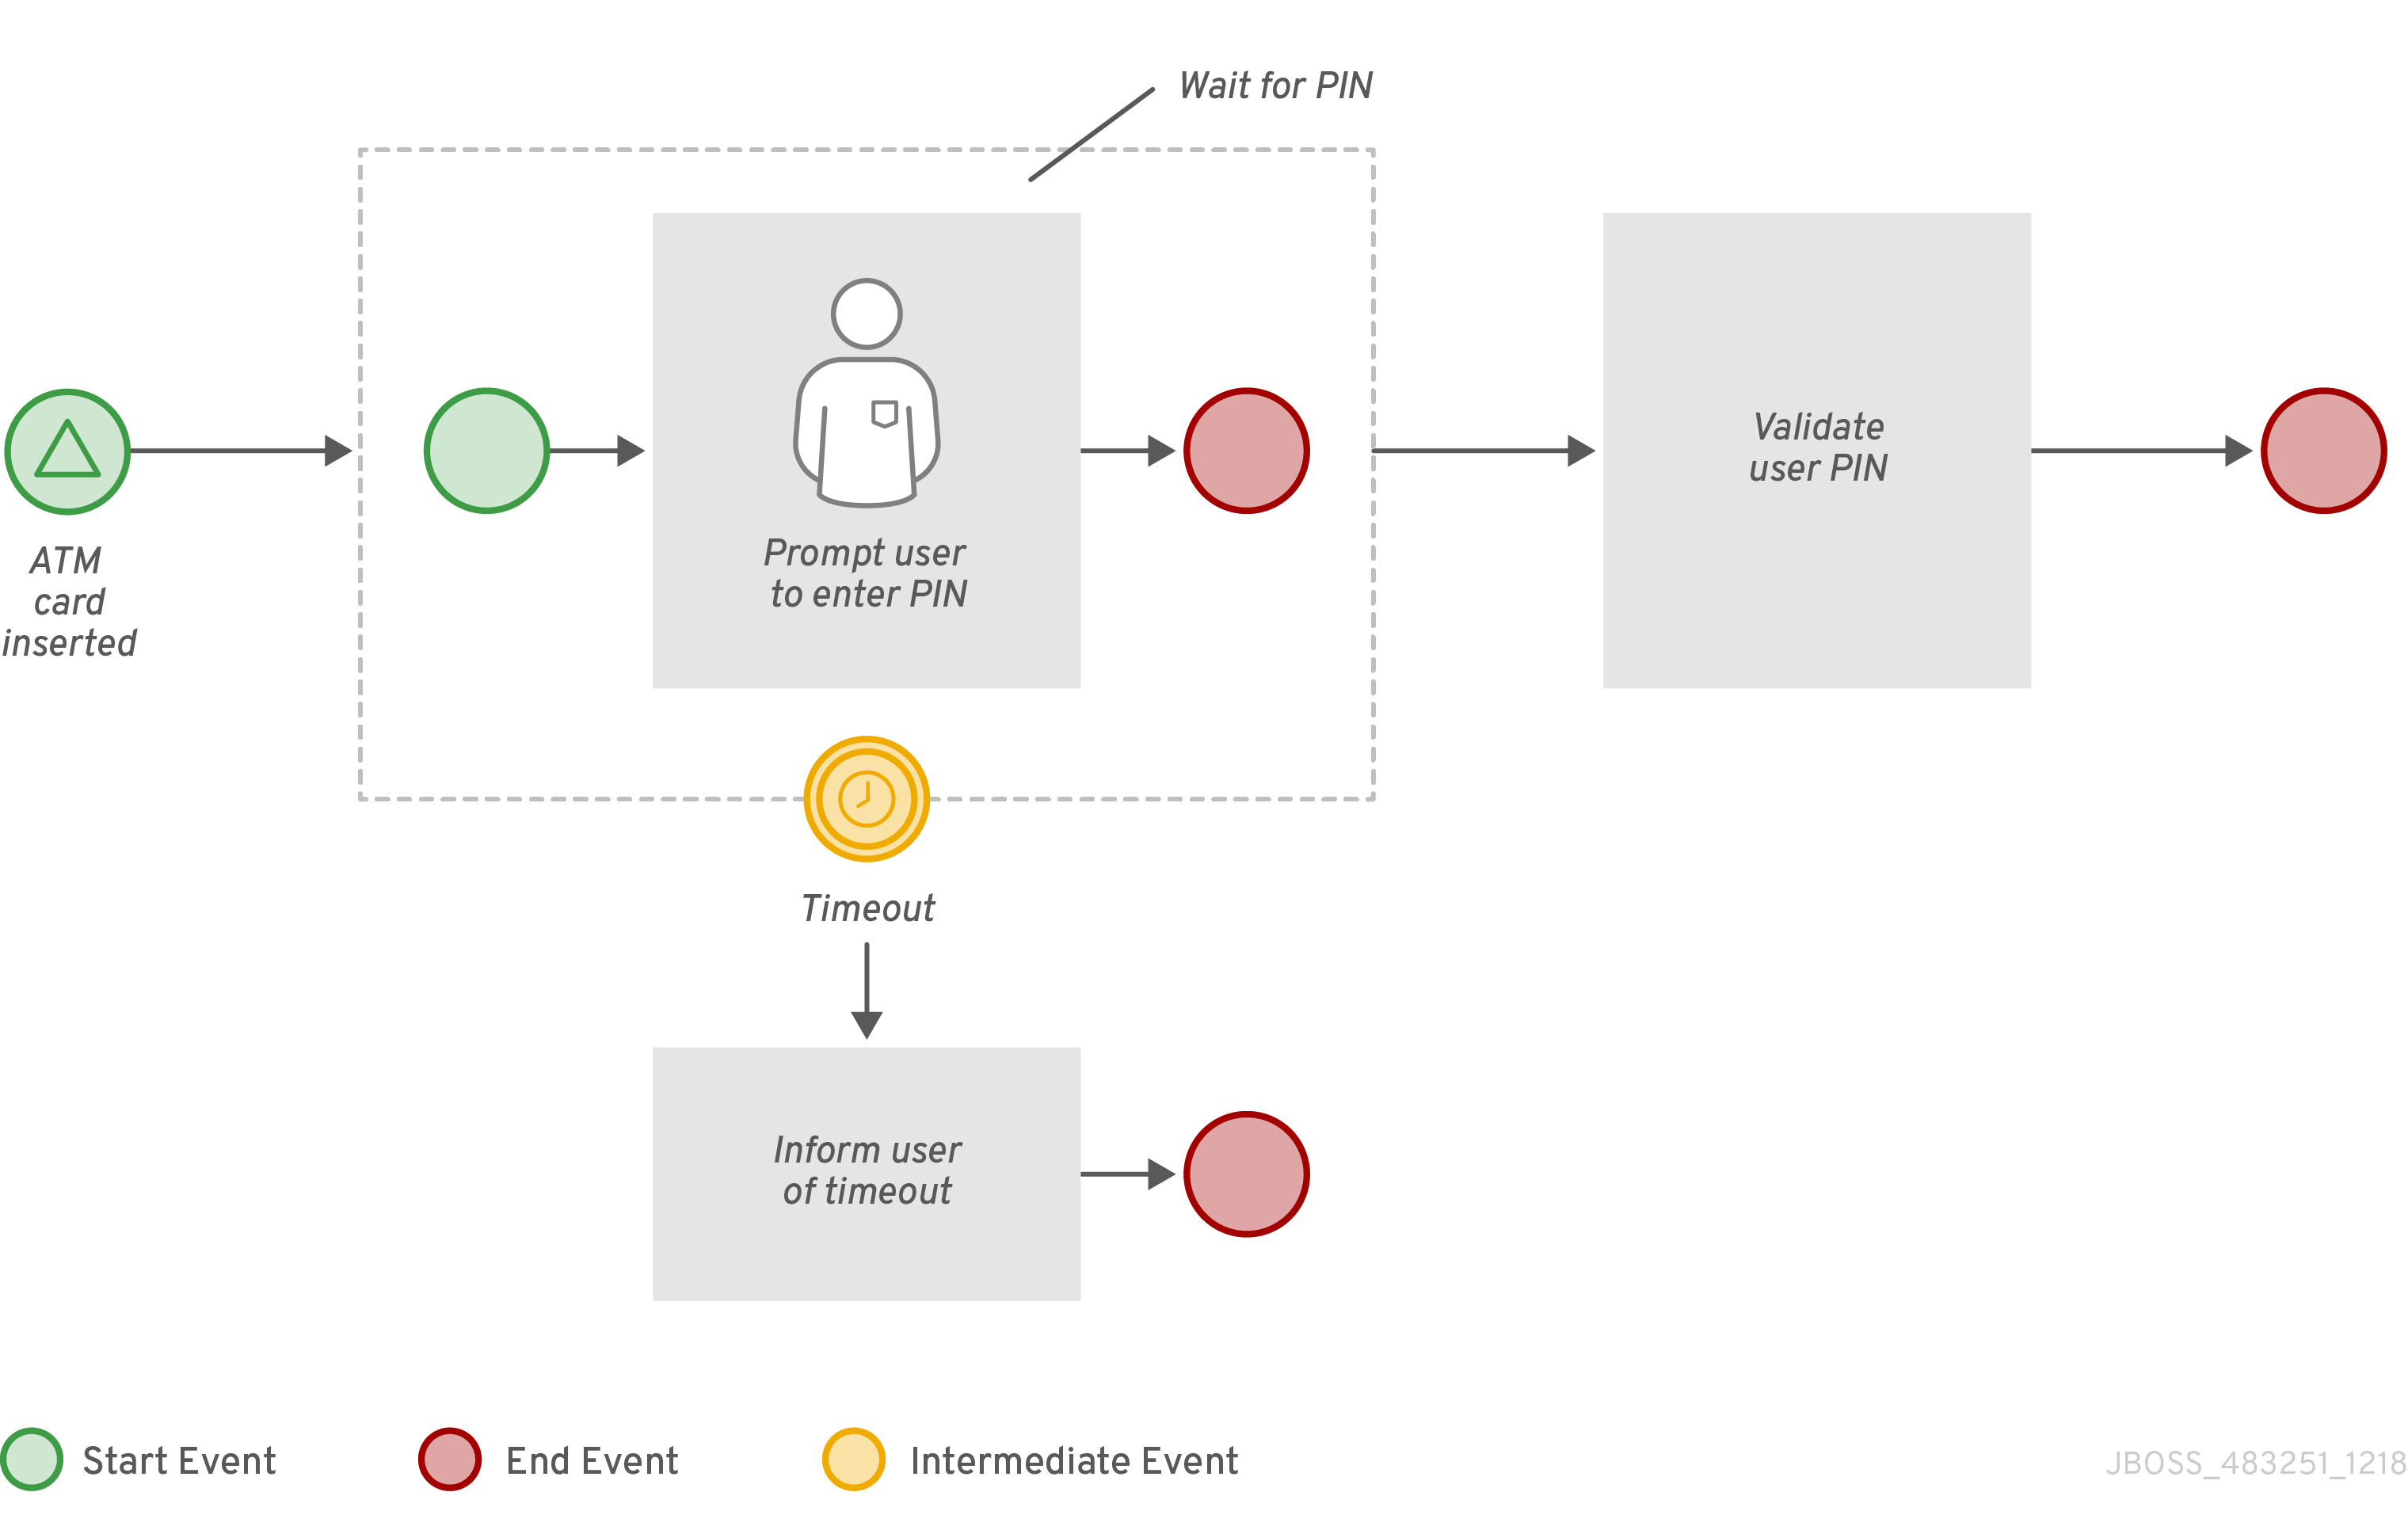 Wait for PIN
ATM
card
inserted
Prompt user
to enter PIN
Validate
user PIN
Timeout
Inform user
of timeout
Start Event
End Event
Intermediate Event
JBOSS_483251_1218